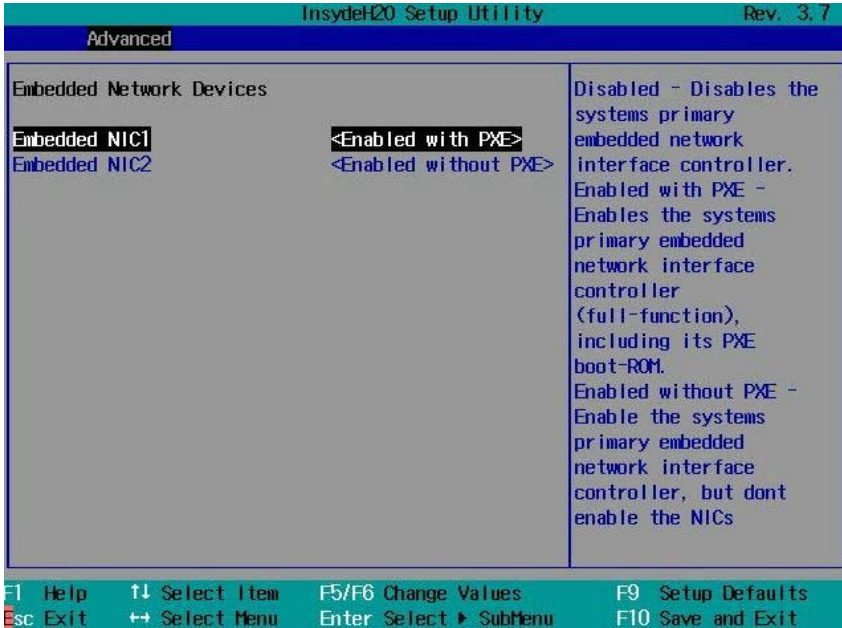 InsydeH2O Setup Utility Rev. 3.7
Advanced
Embedded Network Devices
Embedded NIC1 <Enabled with PXE>
Embedded NIC2 <Enabled without PXE>
Disabled - Disables the
systems primary
embedded network
interface controller.
Enabled with PXE -
Enables the systems
primary embedded
network interface
controller
(full-function),
including its PXE
boot-ROM.
Enabled without PXE -
Enable the systems
primary embedded
network interface
controller, but dont
enable the NICs
F1 Help ↑↓ Select Item F5/F6 Change Values F9 Setup Defaults
Esc Exit ↔ Select Menu Enter Select ▶ SubMenu F10 Save and Exit